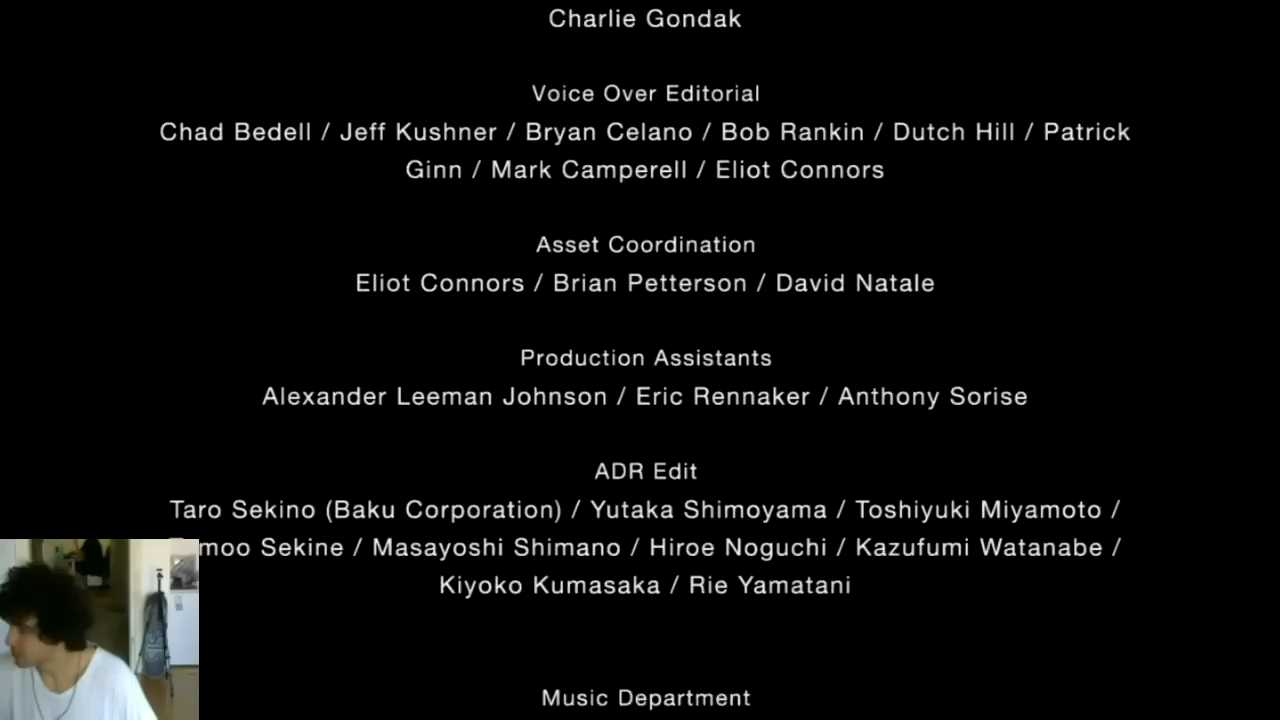 Charlie Gondak
Voice Over Editorial
Chad Bedell / Jeff Kushner / Bryan Celano / Bob Rankin / Dutch Hill / Patrick
Ginn / Mark Camperell / Eliot Connors
Asset Coordination
Eliot Connors / Brian Petterson / David Natale
Production Assistants
Alexander Leeman Johnson / Eric Rennaker / Anthony Sorise
ADR Edit
Taro Sekino (Baku Corporation) / Yutaka Shimoyama / Toshiyuki Miyamoto /
Sekine / Masayoshi Shimano / Hiroe Noguchi / Kazufumi Watanabe /
Kiyoko Kumasaka / Rie Yamatani
Music Department